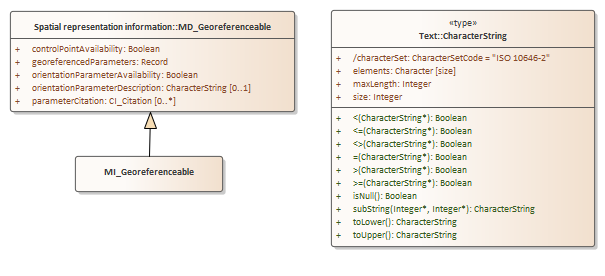 Spatial representation information::MD_Georeferenceable
+ controlPointAvailability: Boolean
+ georeferencedParameters: Record
+ orientationParameterAvailability: Boolean
+ orientationParameterDescription: CharacterString [0..1]
+ parameterCitation: CI_Citation [0..*]
MI_Georeferenceable
«type»
Text::CharacterString
+ /characterSet: CharacterSetCode = "ISO 10646-2"
+ elements: Character [size]
+ maxLength: Integer
+ size: Integer
+ <(CharacterString*): Boolean
+ <=(CharacterString*): Boolean
+ <>(CharacterString*): Boolean
+ =(CharacterString*): Boolean
+ >(CharacterString*): Boolean
+ >=(CharacterString*): Boolean
+ isNull(): Boolean
+ subString(Integer*, Integer*): CharacterString
+ toLower(): CharacterString
+ toUpper(): CharacterString